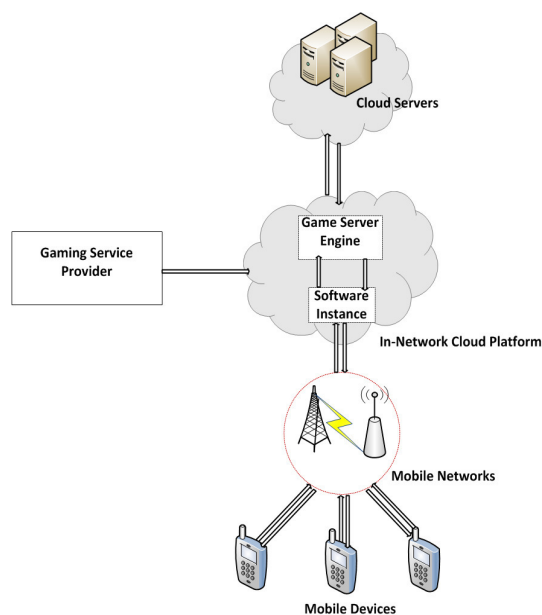 Cloud Servers
Game Server
Engine
Gaming Service
Provider
Software
Instance
In-Network Cloud Platform
Mobile Networks
Mobile Devices